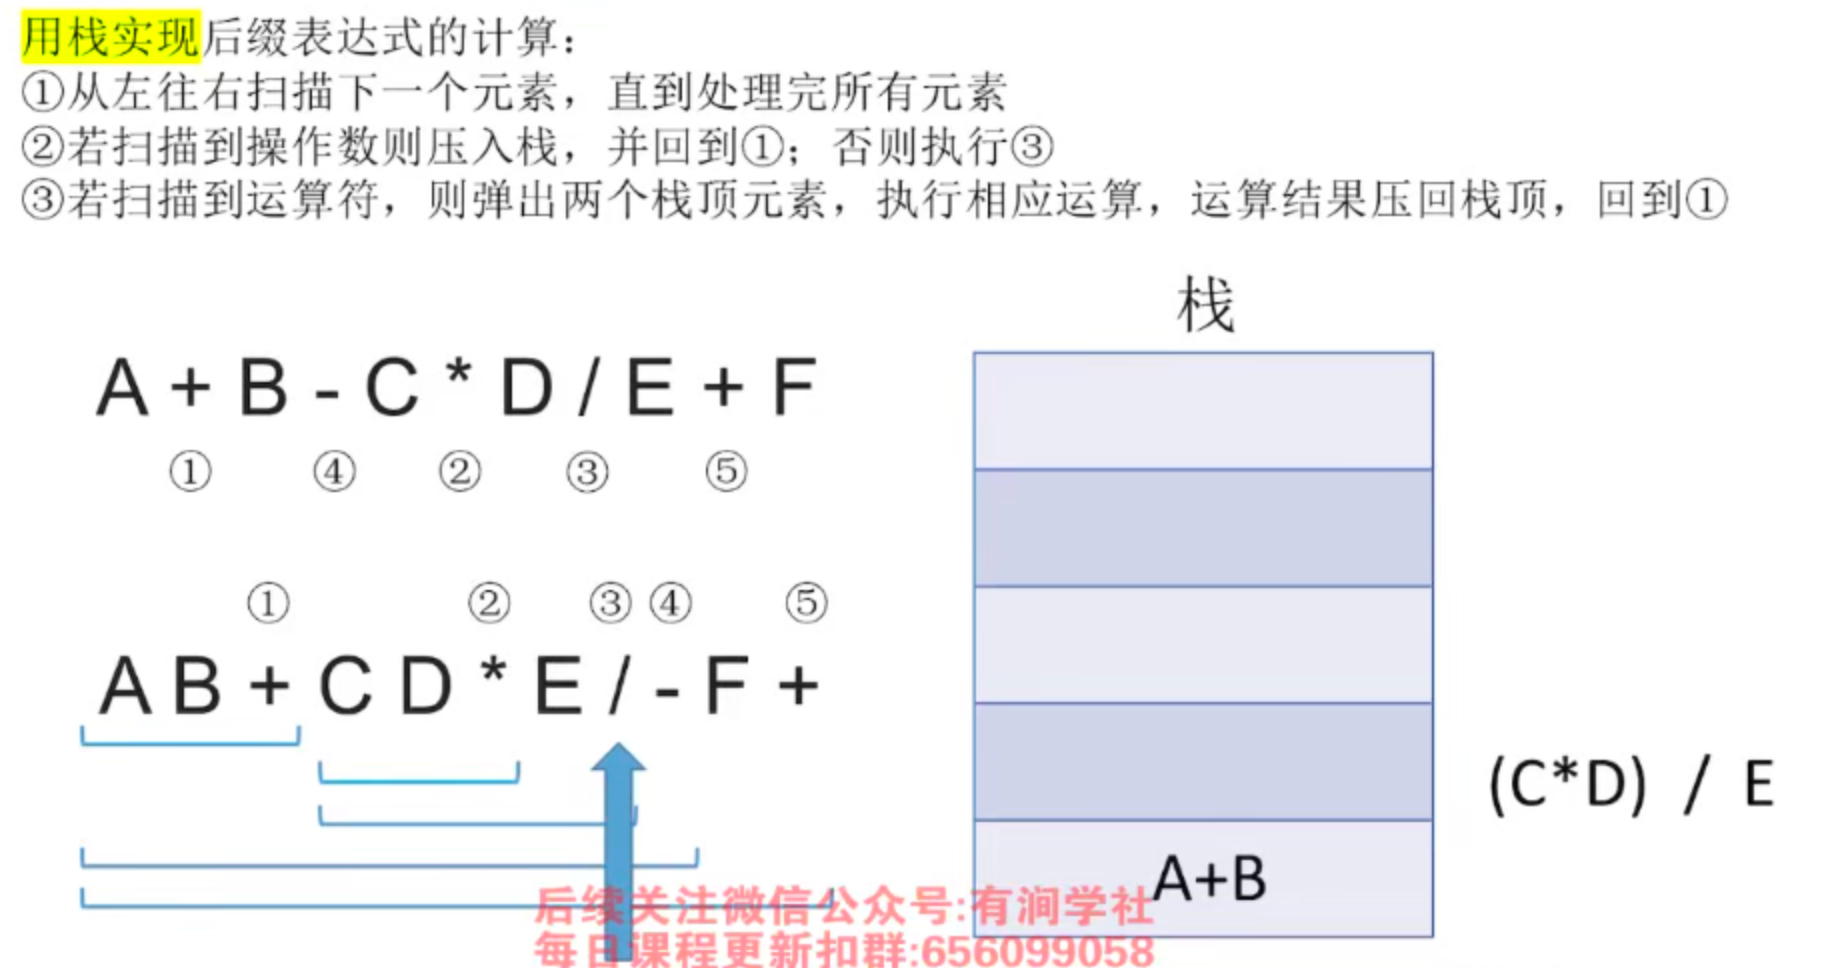 用栈实现后缀表达式的计算：
①从左往右扫描下一个元素，直到处理完所有元素
②若扫描到操作数则压入栈，并回到①；否则执行③
③若扫描到运算符，则弹出两个栈顶元素，执行相应运算，运算结果压回栈顶，回到①
栈
A + B - C * D / E + F
① ④ ② ③ ⑤
① ② ③ ④ ⑤
A B + C D * E / - F +
(C*D) / E
A+B
后续关注微信公众号:有涧学社
每日课程更新扣群:656099058